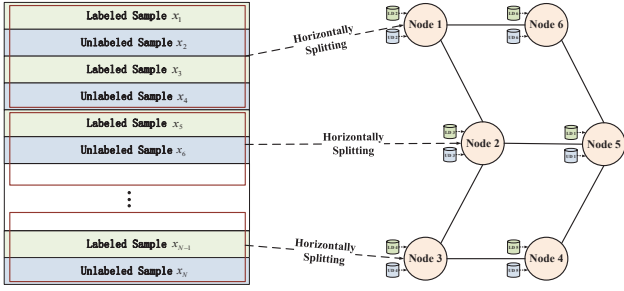 Labeled Sample x₁
Unlabeled Sample x₂
Labeled Sample x₃
Unlabeled Sample x₄
Labeled Sample x₅
Unlabeled Sample x₆
Labeled Sample x_{N-1}
Unlabeled Sample x_N
Horizontally
Splitting
Horizontally
Splitting
Horizontally
Splitting
Node 1
Node 6
Node 2
Node 5
Node 3
Node 4